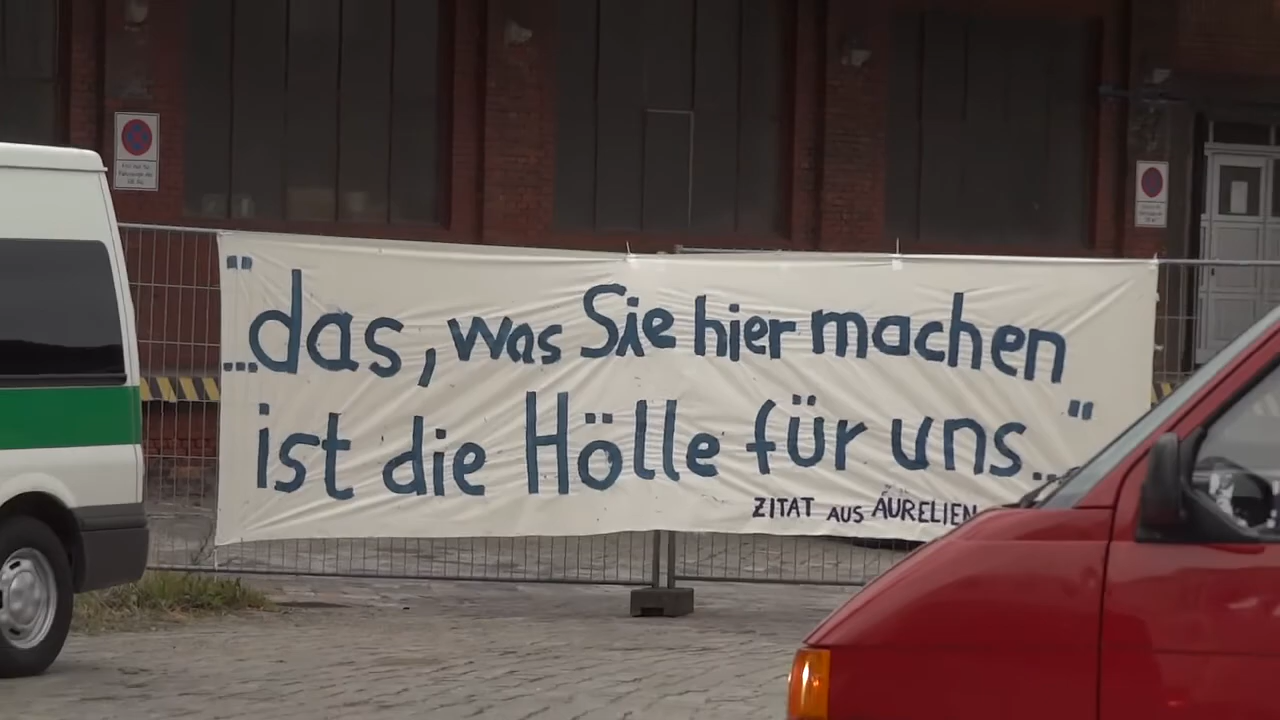 "...das, was Sie hier machen
ist die Hölle für uns..."
ZITAT AUS AURELIEN